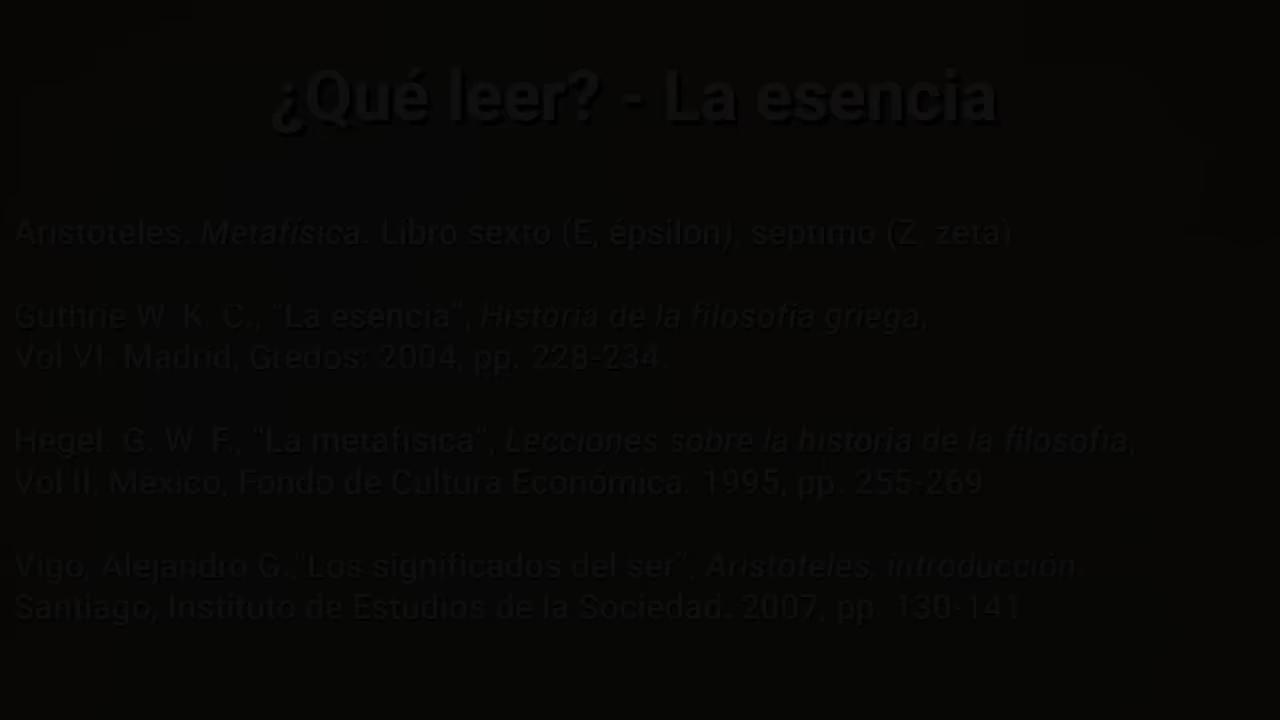 ¿Qué leer? - La esencia
Aristóteles. Metafísica. Libro sexto (E, épsilon), septimo (Z, zeta)
Guthrie W. K. C., "La esencia", Historia de la filosofía griega,
Vol VI. Madrid, Gredos: 2004, pp. 228-234.
Hegel. G. W. F., "La metafísica", Lecciones sobre la historia de la filosofía,
Vol II, México, Fondo de Cultura Económica. 1995, pp. 255-269
Vigo, Alejandro G.,"Los significados del ser", Aristóteles, introducción.
Santiago, Instituto de Estudios de la Sociedad. 2007, pp. 130-141